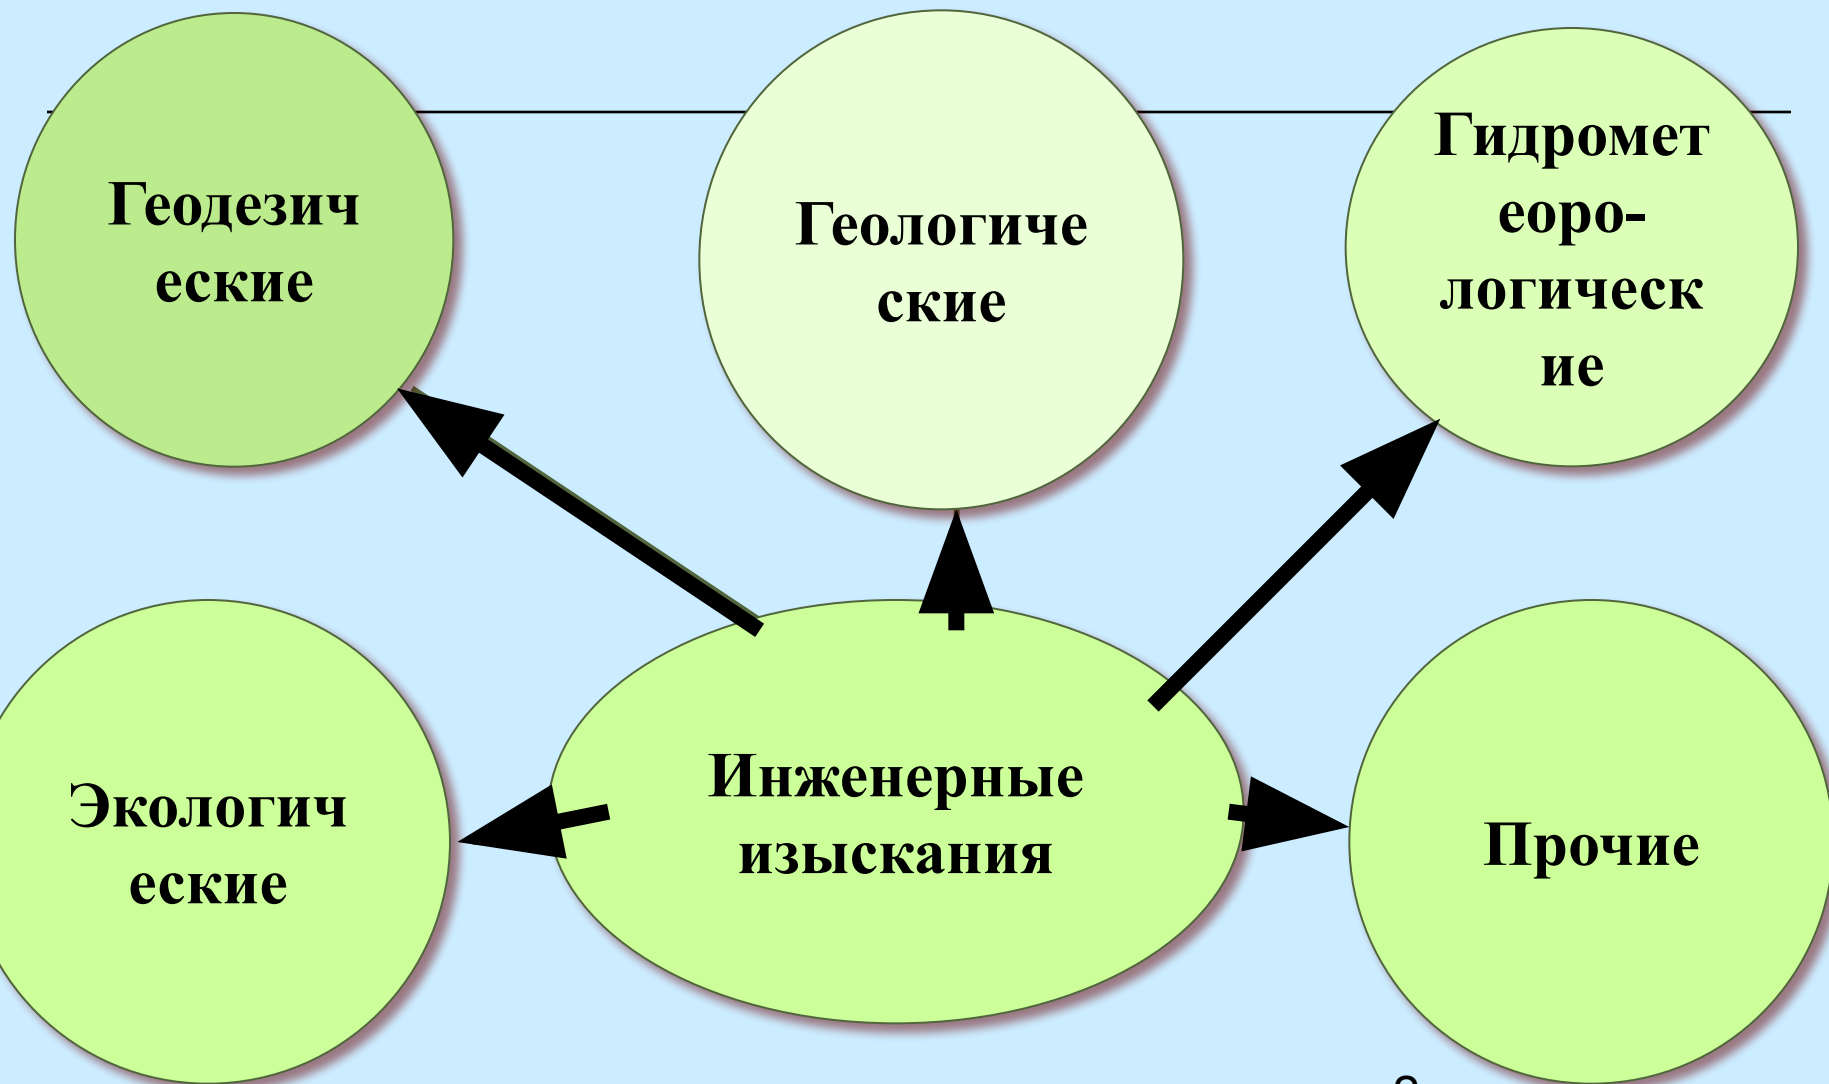 Геодезич
еские
Геологиче
ские
Гидромет
еоро-
логическ
ие
Экологич
еские
Инженерные
изыскания
Прочие